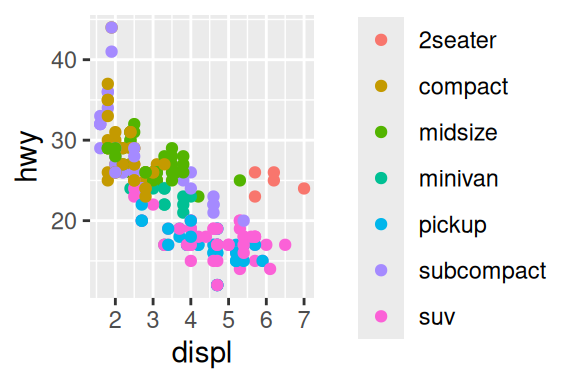 hwy
40
30
20
2 3 4 5 6 7
displ
2seater
compact
midsize
minivan
pickup
subcompact
suv